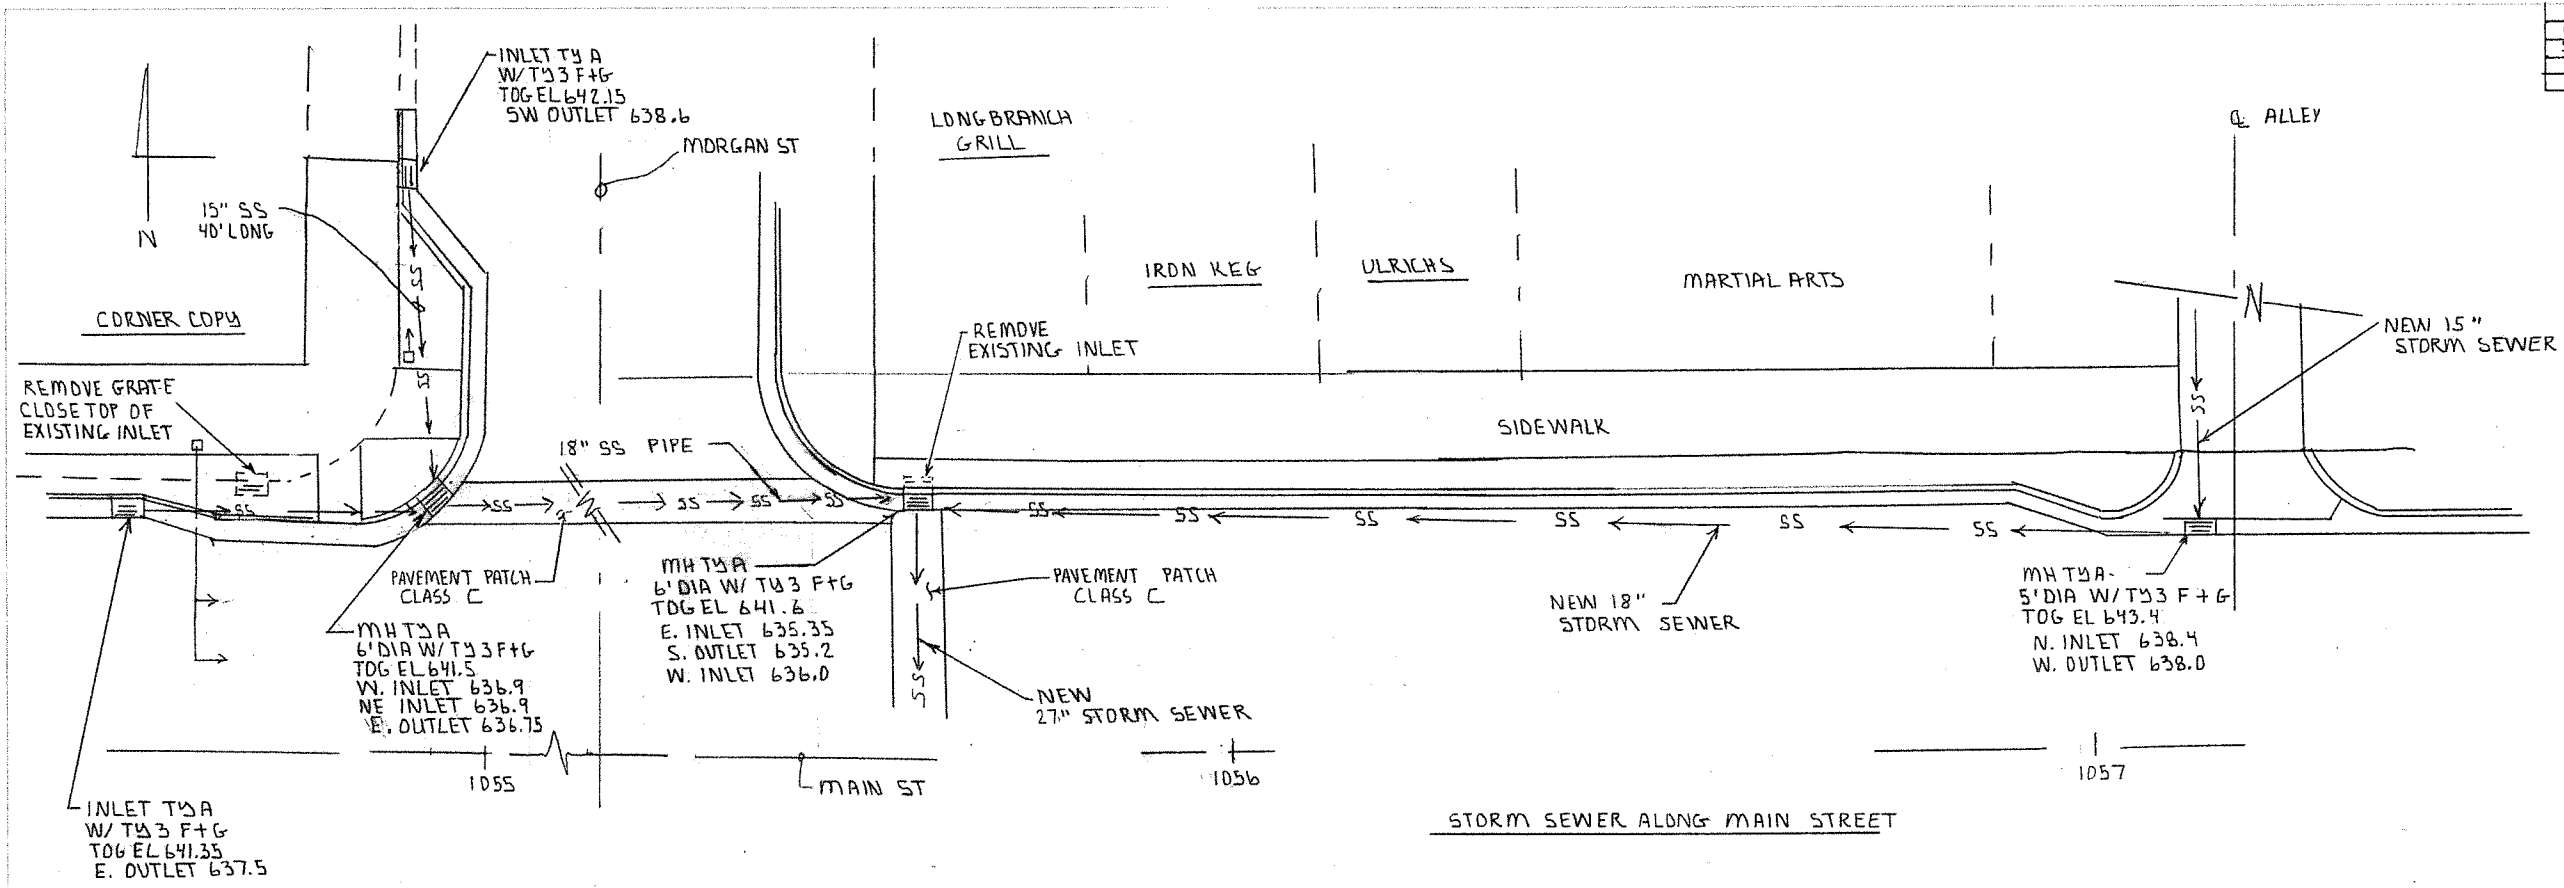 INLET TY A
W/ TY 3 F+G
TOG EL 642.15
SW OUTLET 638.6
MORGAN ST
LONGBRANCH
GRILL
℄ ALLEY
N
15" SS
40' LONG
SS
SS
CORNER COPY
IRON KEG
ULRICHS
MARTIAL ARTS
N
REMOVE
EXISTING INLET
NEW 15"
STORM SEWER
REMOVE GRATE
CLOSE TOP OF
EXISTING INLET
18" SS PIPE
SIDEWALK
SS
SS
SS
SS
SS
SS
SS
SS
SS
SS
SS
SS
SS
SS
PAVEMENT PATCH
CLASS C
MH TY A
6' DIA W/ TY 3 F+G
TOG EL 641.6
E. INLET 635.35
S. OUTLET 635.2
W. INLET 636.0
PAVEMENT PATCH
CLASS C
SS
NEW 18"
STORM SEWER
MH TY A
5' DIA W/ TY 3 F+G
TOG EL 643.4
N. INLET 638.4
W. OUTLET 638.0
MH TY A
6' DIA W/ TY 3 F+G
TOG EL 641.5
W. INLET 636.9
NE INLET 636.9
E. OUTLET 636.75
NEW
27" STORM SEWER
1055
MAIN ST
1056
1057
INLET TY A
W/ TY 3 F+G
TOG EL 641.35
E. OUTLET 637.5
STORM SEWER ALONG MAIN STREET